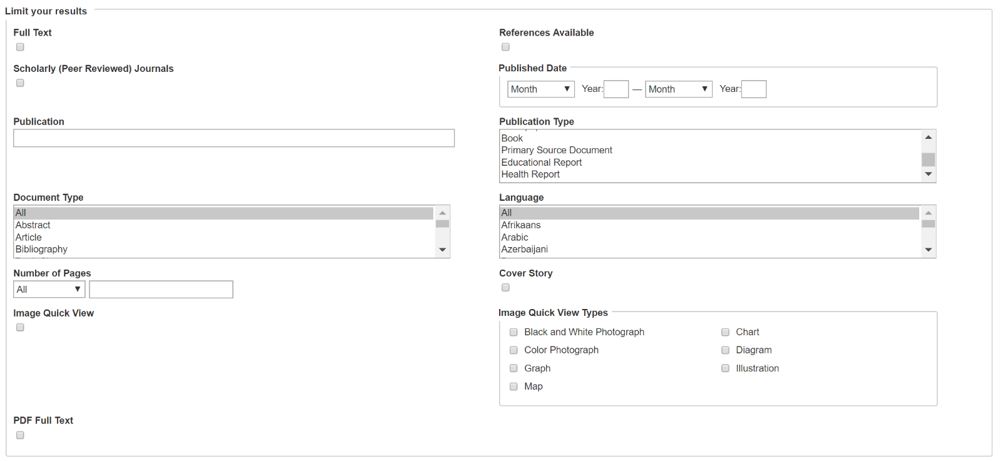 Limit your results
Full Text
References Available
Scholarly (Peer Reviewed) Journals
Published Date
Month Year: — Month Year:
Publication
Publication Type
Book
Primary Source Document
Educational Report
Health Report
Document Type
All
Abstract
Article
Bibliography
Language
All
Afrikaans
Arabic
Azerbaijani
Number of Pages
All
Cover Story
Image Quick View
Image Quick View Types
Black and White Photograph
Chart
Color Photograph
Diagram
Graph
Illustration
Map
PDF Full Text